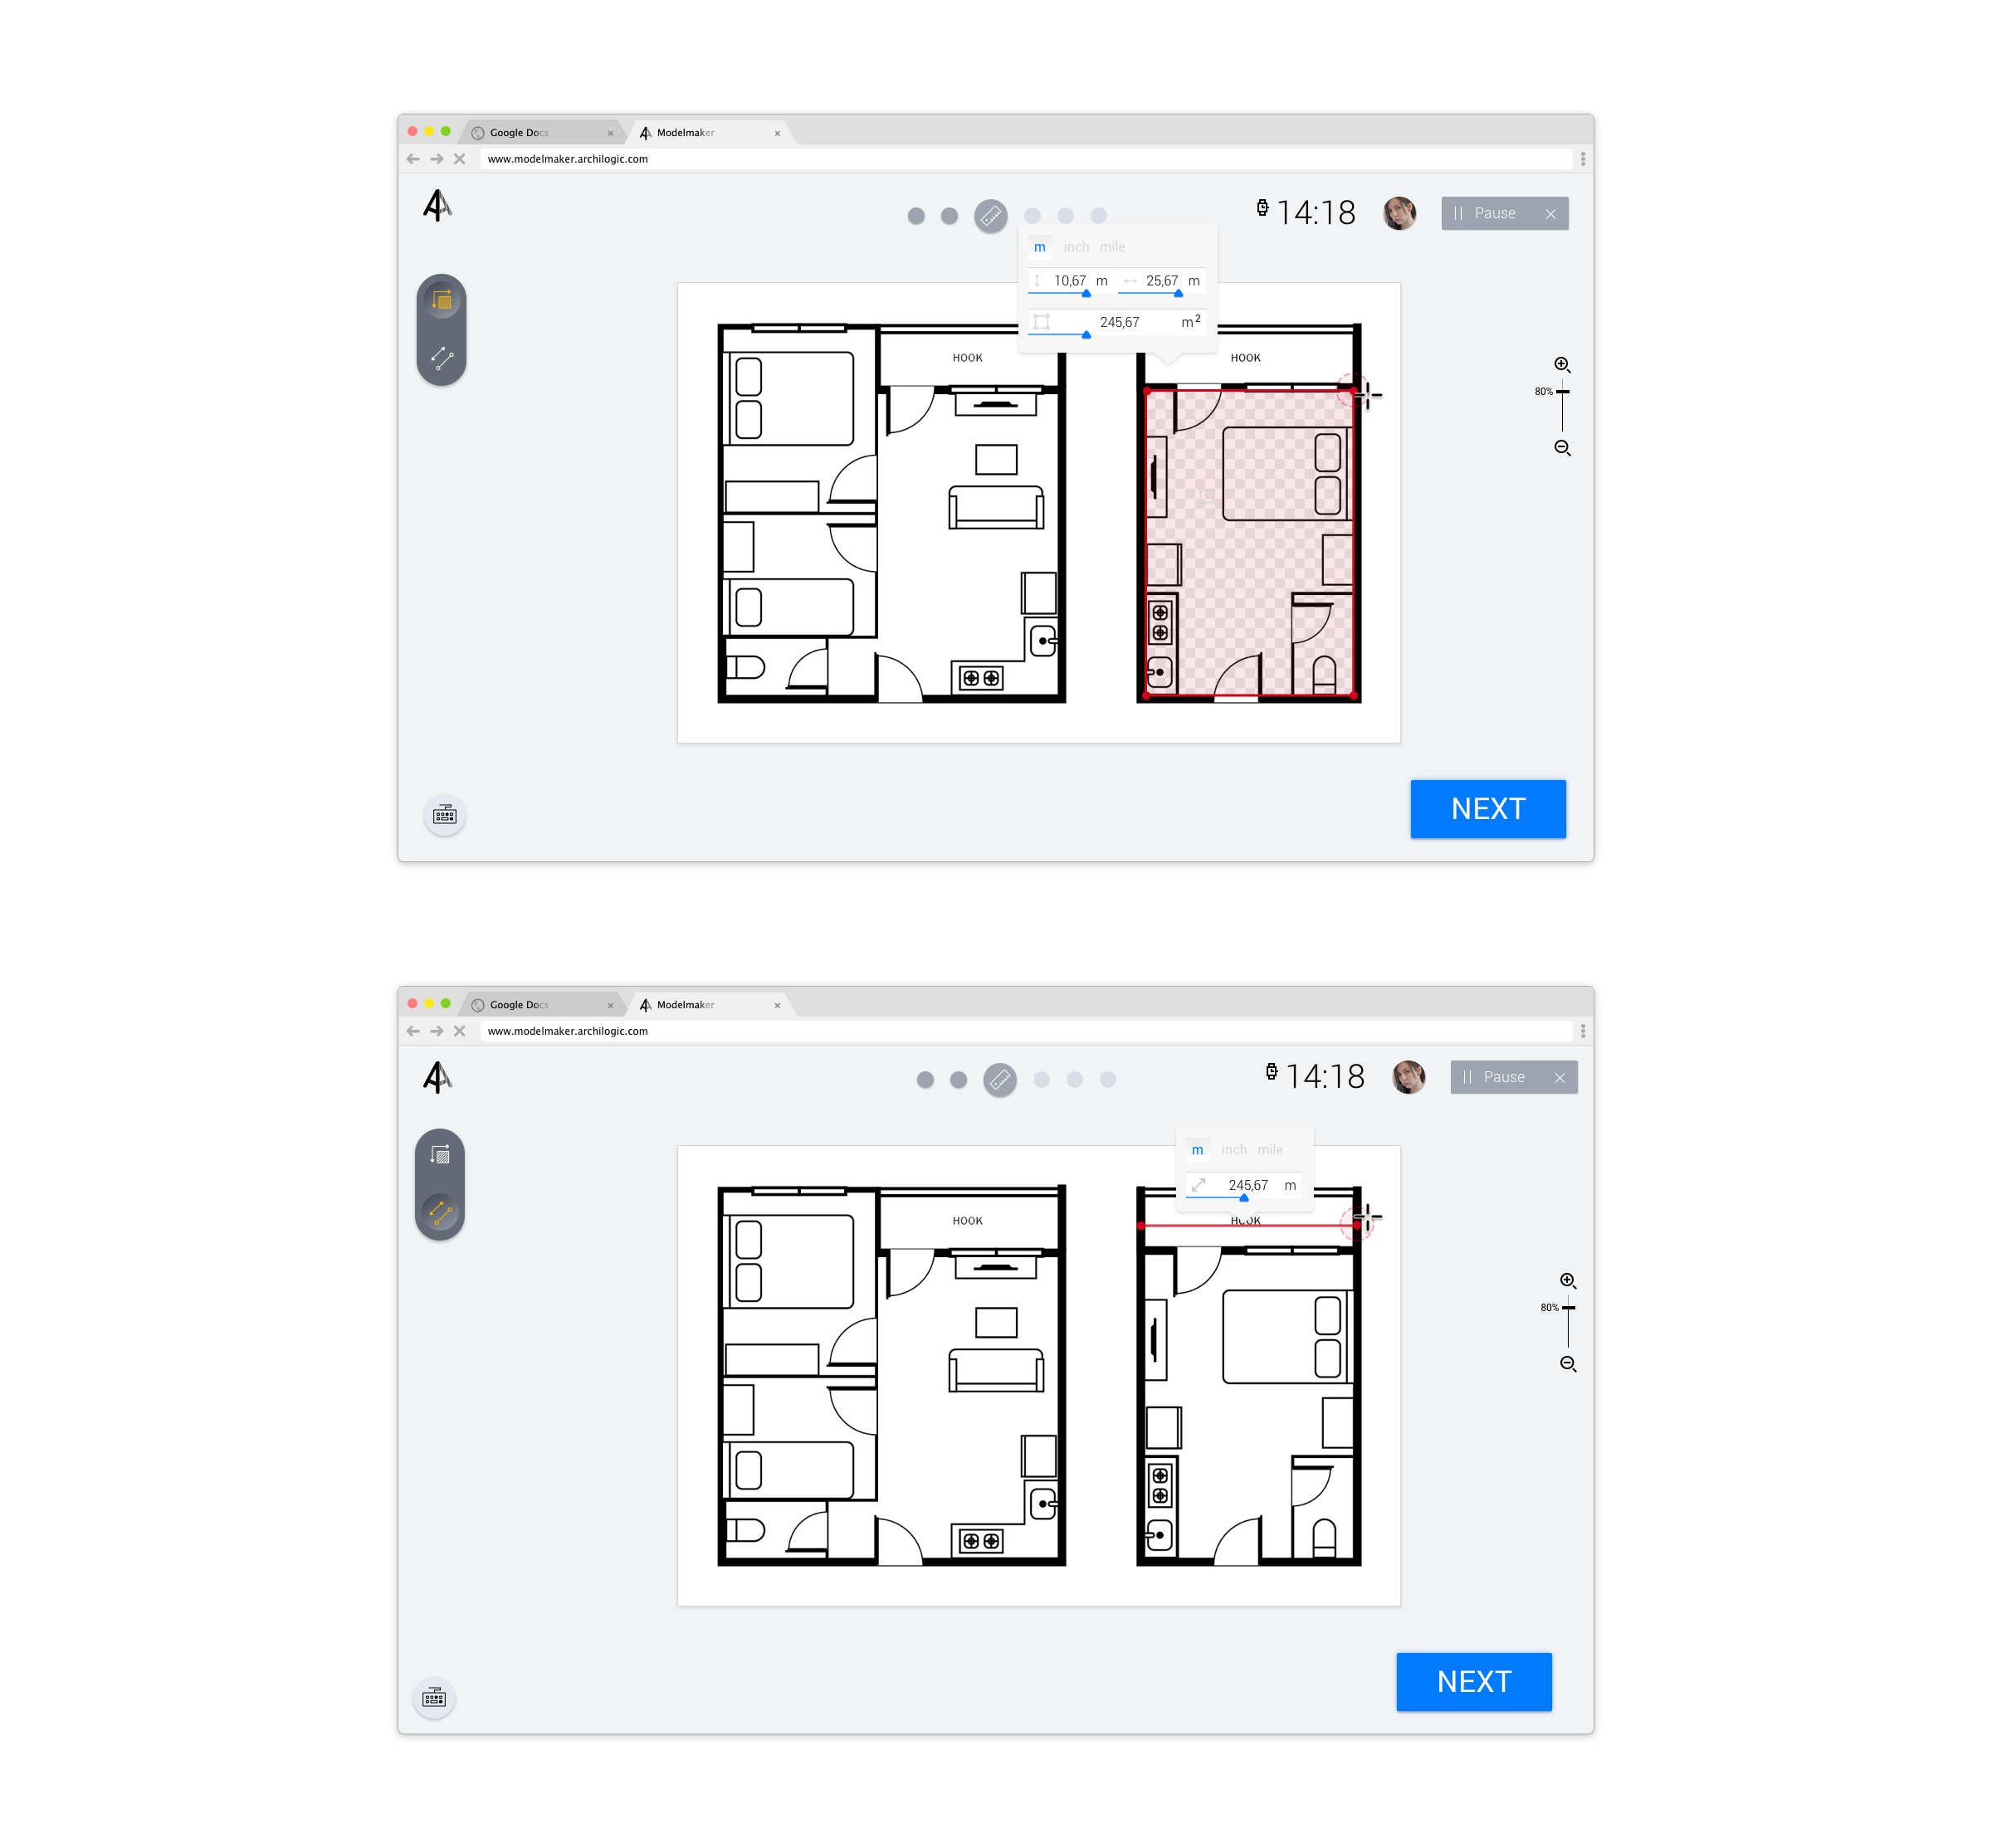 Google Docs
Modelmaker
www.modelmaker.archilogic.com
14:18
Pause
m inch mile
10,67 m 25,67 m
245,67 m²
HOOK
HOOK
80%
NEXT
Google Docs
Modelmaker
www.modelmaker.archilogic.com
14:18
Pause
m inch mile
245,67 m
HOOK
HOOK
80%
NEXT